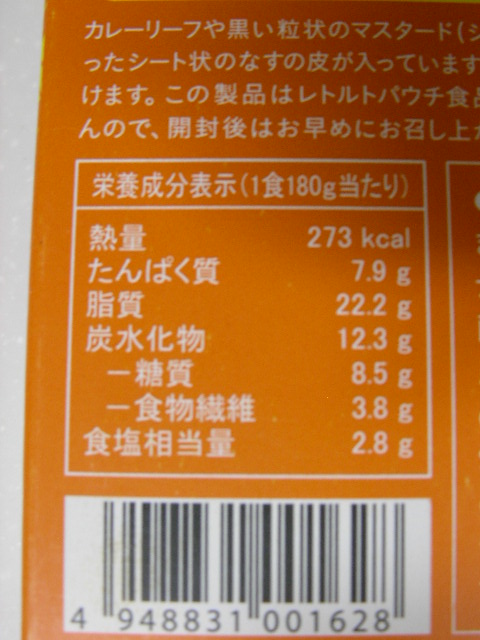 カレーリーフや黒い粒状のマスタード(シ
ったシート状のなすの皮が入っています
けます。この製品はレトルトパウチ食品
んので、開封後はお早めにお召し上が
栄養成分表示(1食180g当たり)
熱量 273 kcal
たんぱく質 7.9 g
脂質 22.2 g
炭水化物 12.3 g
－糖質 8.5 g
－食物繊維 3.8 g
食塩相当量 2.8 g
4 948831 001628